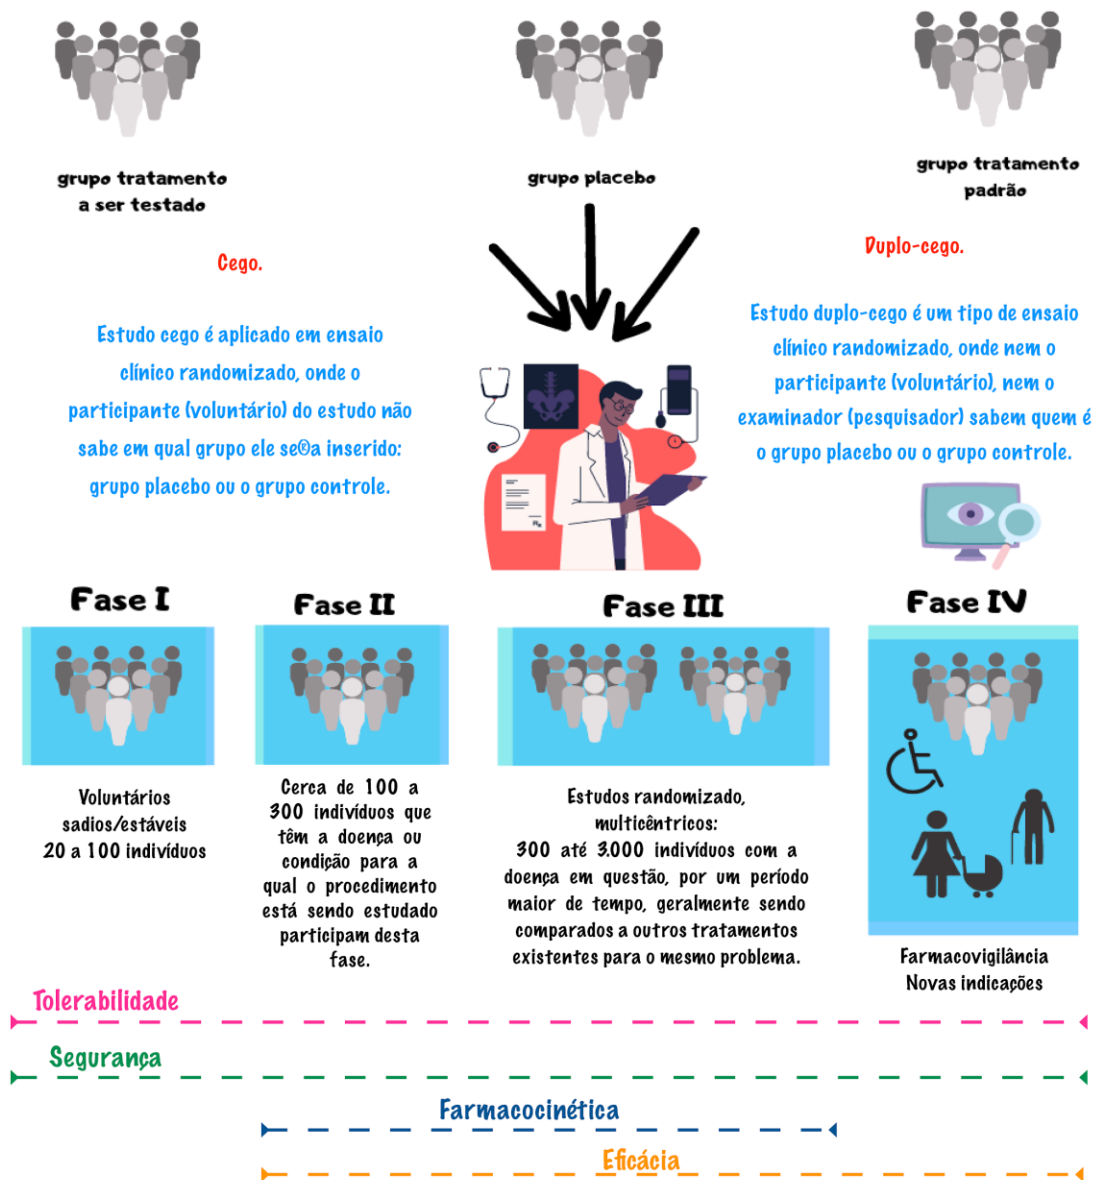 grupo tratamento
a ser testado
grupo placebo
grupo tratamento
padrão
Cego.
Estudo cego é aplicado em ensaio
clínico randomizado, onde o
participante (voluntário) do estudo não
sabe em qual grupo ele se®a inserido:
grupo placebo ou o grupo controle.
Duplo-cego.
Estudo duplo-cego é um tipo de ensaio
clínico randomizado, onde nem o
participante (voluntário), nem o
examinador (pesquisador) sabem quem é
o grupo placebo ou o grupo controle.
Rx
Fase I
Voluntários
sadios/estáveis
20 a 100 indivíduos
Fase II
Cerca de 100 a
300 indivíduos que
têm a doença ou
condição para a
qual o procedimento
está sendo estudado
participam desta
fase.
Fase III
Estudos randomizado,
multicêntricos:
300 até 3.000 indivíduos com a
doença em questão, por um período
maior de tempo, geralmente sendo
comparados a outros tratamentos
existentes para o mesmo problema.
Fase IV
Farmacovigilância
Novas indicações
Tolerabilidade
Segurança
Farmacocinética
Eficácia